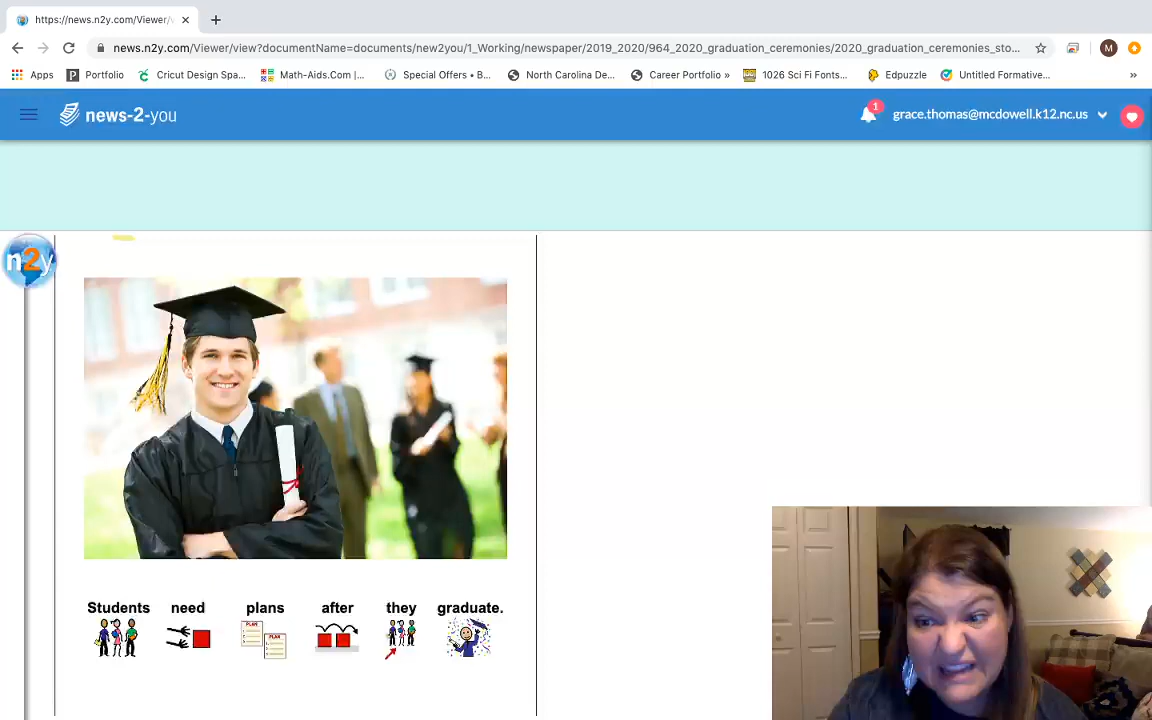 https://news.n2y.com/Viewer/v
news.n2y.com/Viewer/view?documentName=documents/new2you/1_Working/newspaper/2019_2020/964_2020_graduation_ceremonies/2020_graduation_ceremonies_sto...
M
Apps Portfolio Cricut Design Spa... Math-Aids.Com |... Special Offers • B... North Carolina De... Career Portfolio » 1026 Sci Fi Fonts... Edpuzzle Untitled Formative... »
news-2-you 1 grace.thomas@mcdowell.k12.nc.us
n2y
Students need plans after they graduate.
PLAN
PLAN